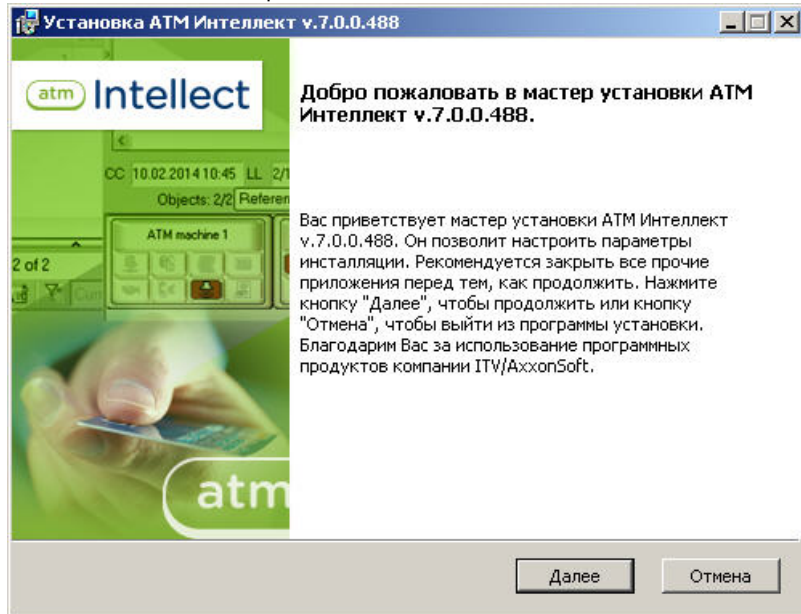 Установка АТМ Интеллект v.7.0.0.488
atm Intellect
Добро пожаловать в мастер установки АТМ
Интеллект v.7.0.0.488.
CC 10.02.2014 10:45 LL 2/1
Objects: 2/2
ATM machine 1
2 of 2
Вас приветствует мастер установки АТМ Интеллект
v.7.0.0.488. Он позволит настроить параметры
инсталляции. Рекомендуется закрыть все прочие
приложения перед тем, как продолжить. Нажмите
кнопку "Далее", чтобы продолжить или кнопку
"Отмена", чтобы выйти из программы установки.
Благодарим Вас за использование программных
продуктов компании ITV/AxxonSoft.
atm
Далее
Отмена